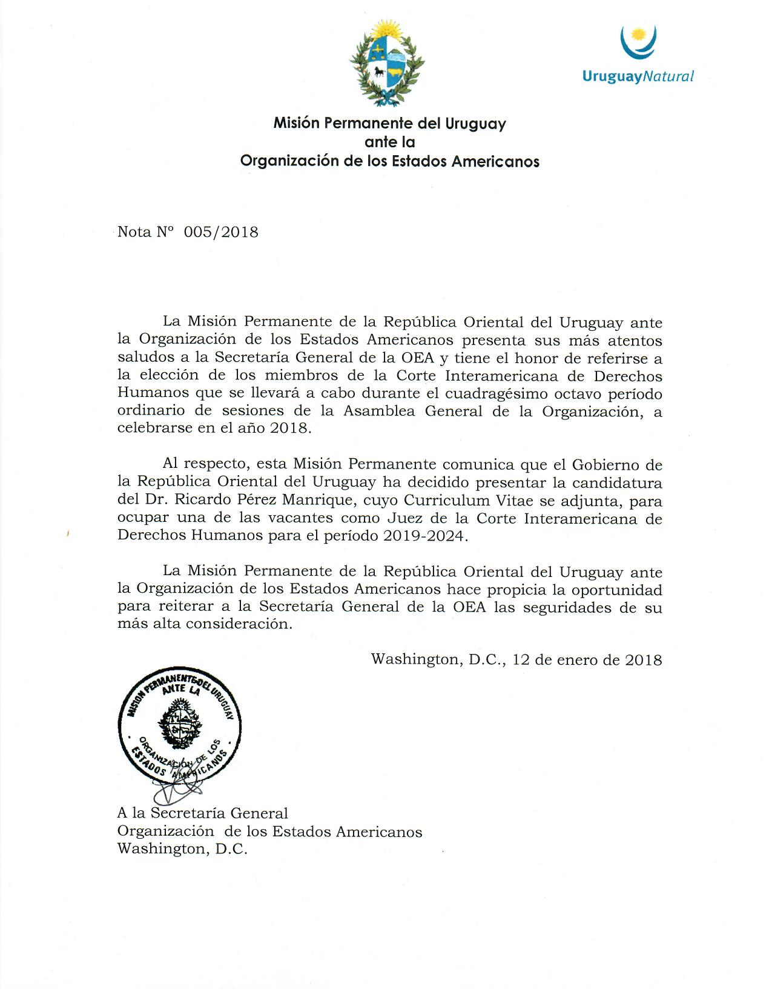 UruguayNatural
Misión Permanente del Uruguay
ante la
Organización de los Estados Americanos
Nota Nº 005/2018
La Misión Permanente de la República Oriental del Uruguay ante
la Organización de los Estados Americanos presenta sus más atentos
saludos a la Secretaría General de la OEA y tiene el honor de referirse a
la elección de los miembros de la Corte Interamericana de Derechos
Humanos que se llevará a cabo durante el cuadragésimo octavo período
ordinario de sesiones de la Asamblea General de la Organización, a
celebrarse en el año 2018.
Al respecto, esta Misión Permanente comunica que el Gobierno de
la República Oriental del Uruguay ha decidido presentar la candidatura
del Dr. Ricardo Pérez Manrique, cuyo Curriculum Vitae se adjunta, para
ocupar una de las vacantes como Juez de la Corte Interamericana de
Derechos Humanos para el período 2019-2024.
La Misión Permanente de la República Oriental del Uruguay ante
la Organización de los Estados Americanos hace propicia la oportunidad
para reiterar a la Secretaría General de la OEA las seguridades de su
más alta consideración.
Washington, D.C., 12 de enero de 2018
MISION PERMANENTE DEL URUGUAY
ANTE LA
ORGANIZACIÓN DE LOS
ESTADOS AMERICANOS
A la Secretaría General
Organización de los Estados Americanos
Washington, D.C.